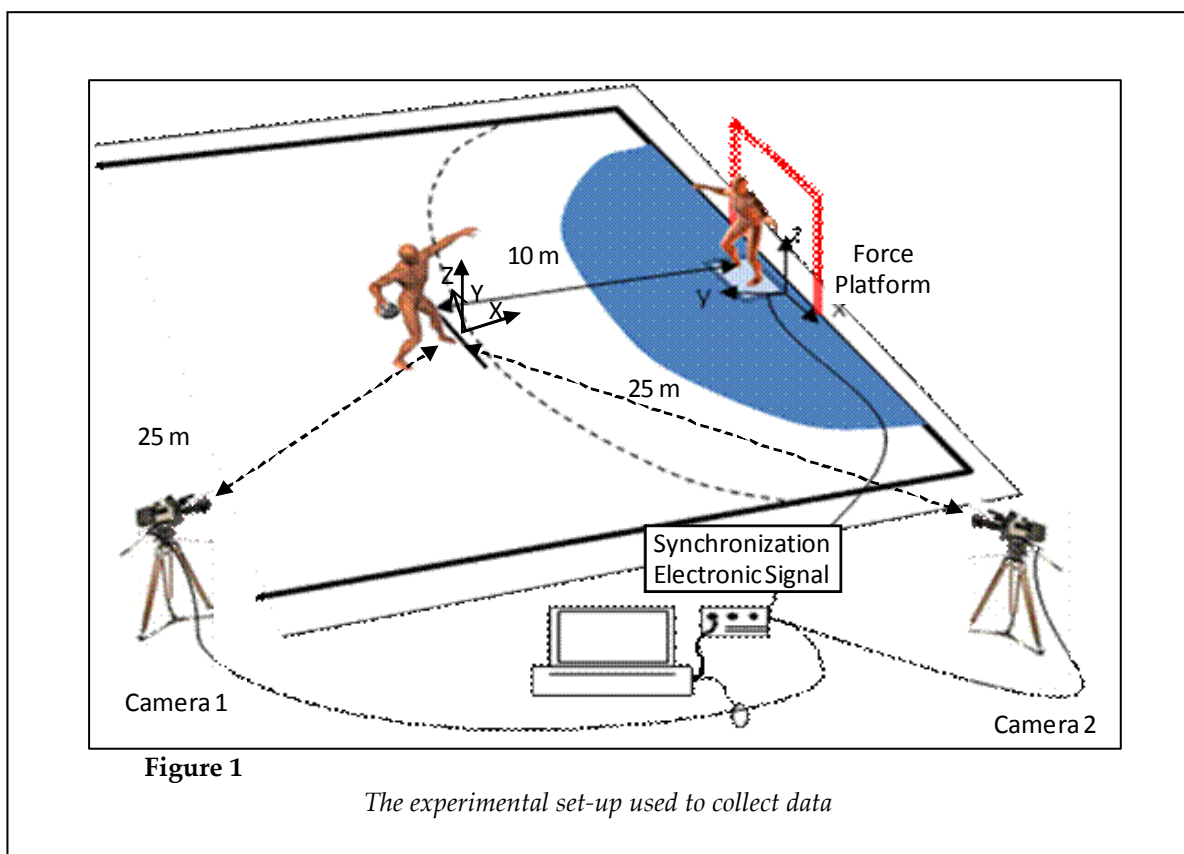 10 m
Force
Platform
Z
Y
X
Y
X
25 m
25 m
Synchronization
Electronic Signal
Camera 1
Camera 2
Figure 1
The experimental set-up used to collect data